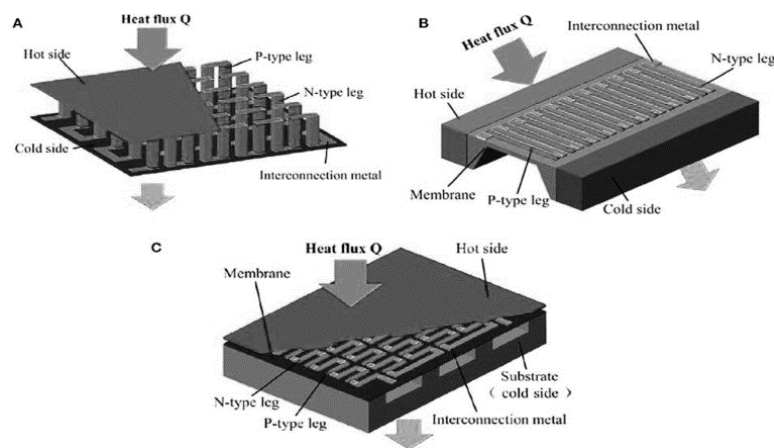 A
Heat flux Q
Hot side
P-type leg
N-type leg
Cold side
Interconnection metal
B
Heat flux Q
Interconnection metal
N-type leg
Hot side
Membrane
P-type leg
Cold side
C
Heat flux Q
Membrane
Hot side
N-type leg
P-type leg
Substrate
( cold side )
Interconnection metal